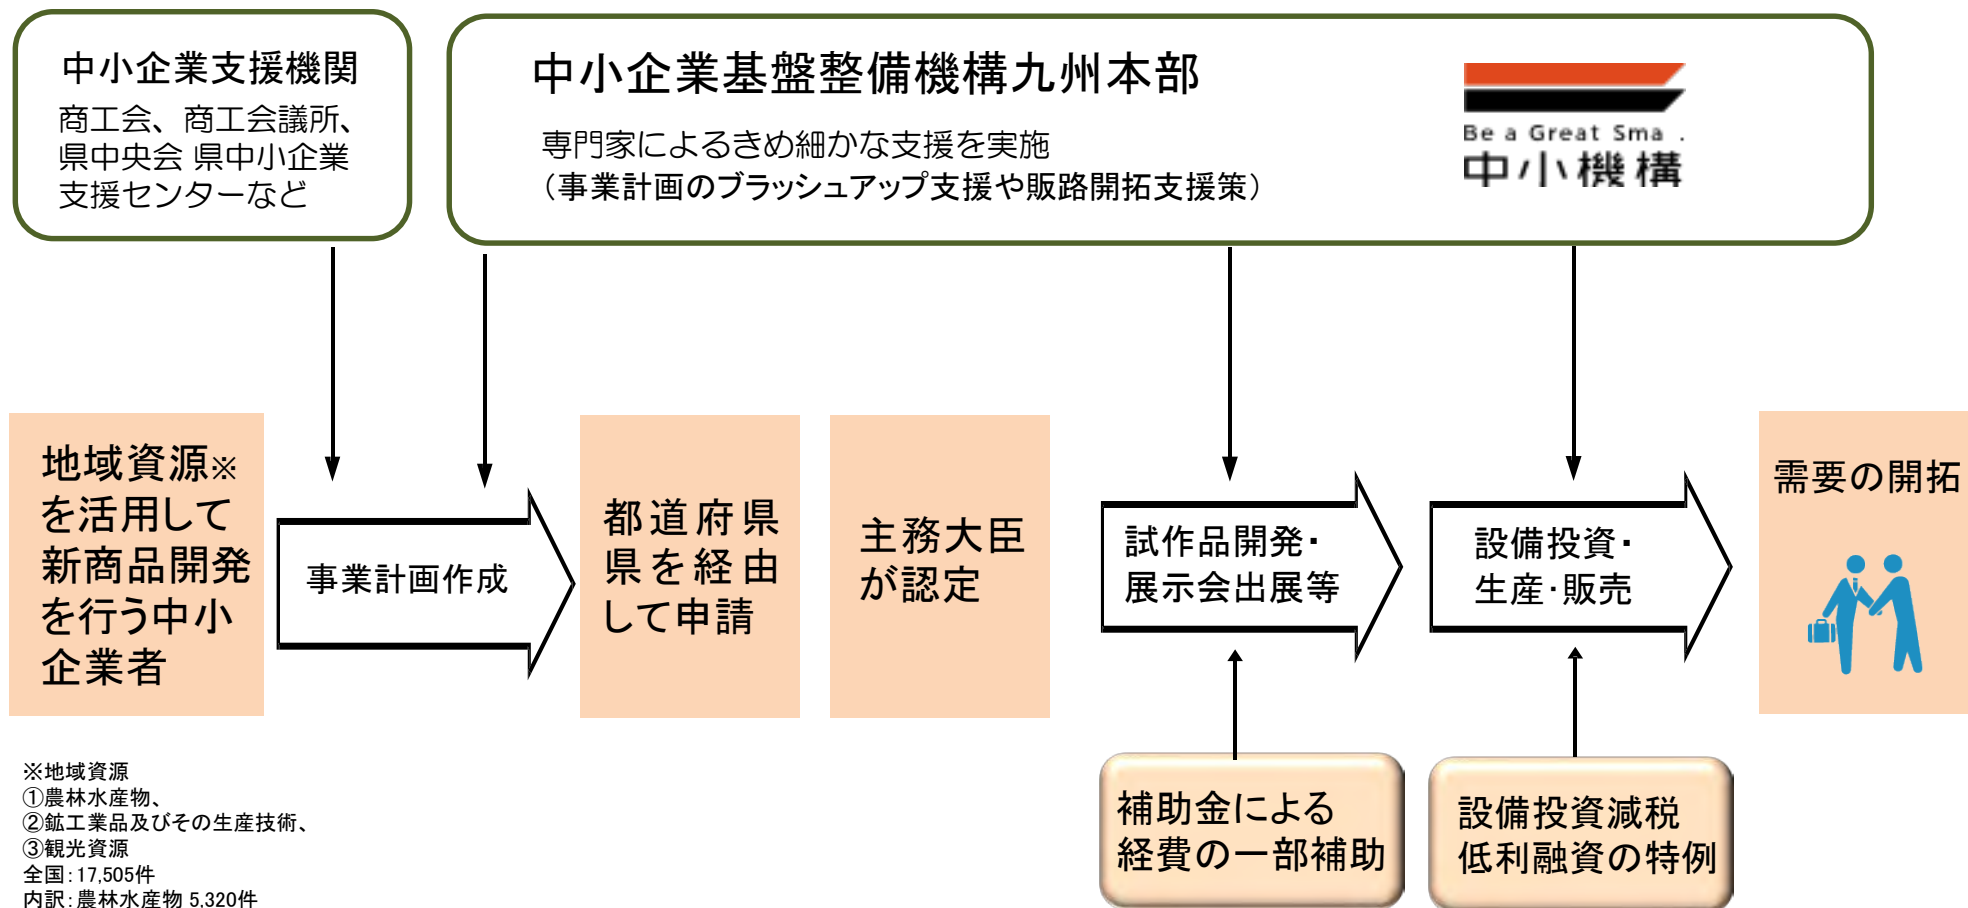 中小企業支援機関
商工会、商工会議所、
県中央会 県中小企業
支援センターなど
中小企業基盤整備機構九州本部
専門家によるきめ細かな支援を実施
（事業計画のブラッシュアップ支援や販路開拓支援策）
Be a Great Sma .
中小機構
地域資源※
を活用して
新商品開発
を行う中小
企業者
事業計画作成
都道府県
県を経由
して申請
主務大臣
が認定
試作品開発・
展示会出展等
設備投資・
生産・販売
需要の開拓
補助金による
経費の一部補助
設備投資減税
低利融資の特例
※地域資源
①農林水産物、
②鉱工業品及びその生産技術、
③観光資源
全国：17,505件
内訳：農林水産物 5,320件